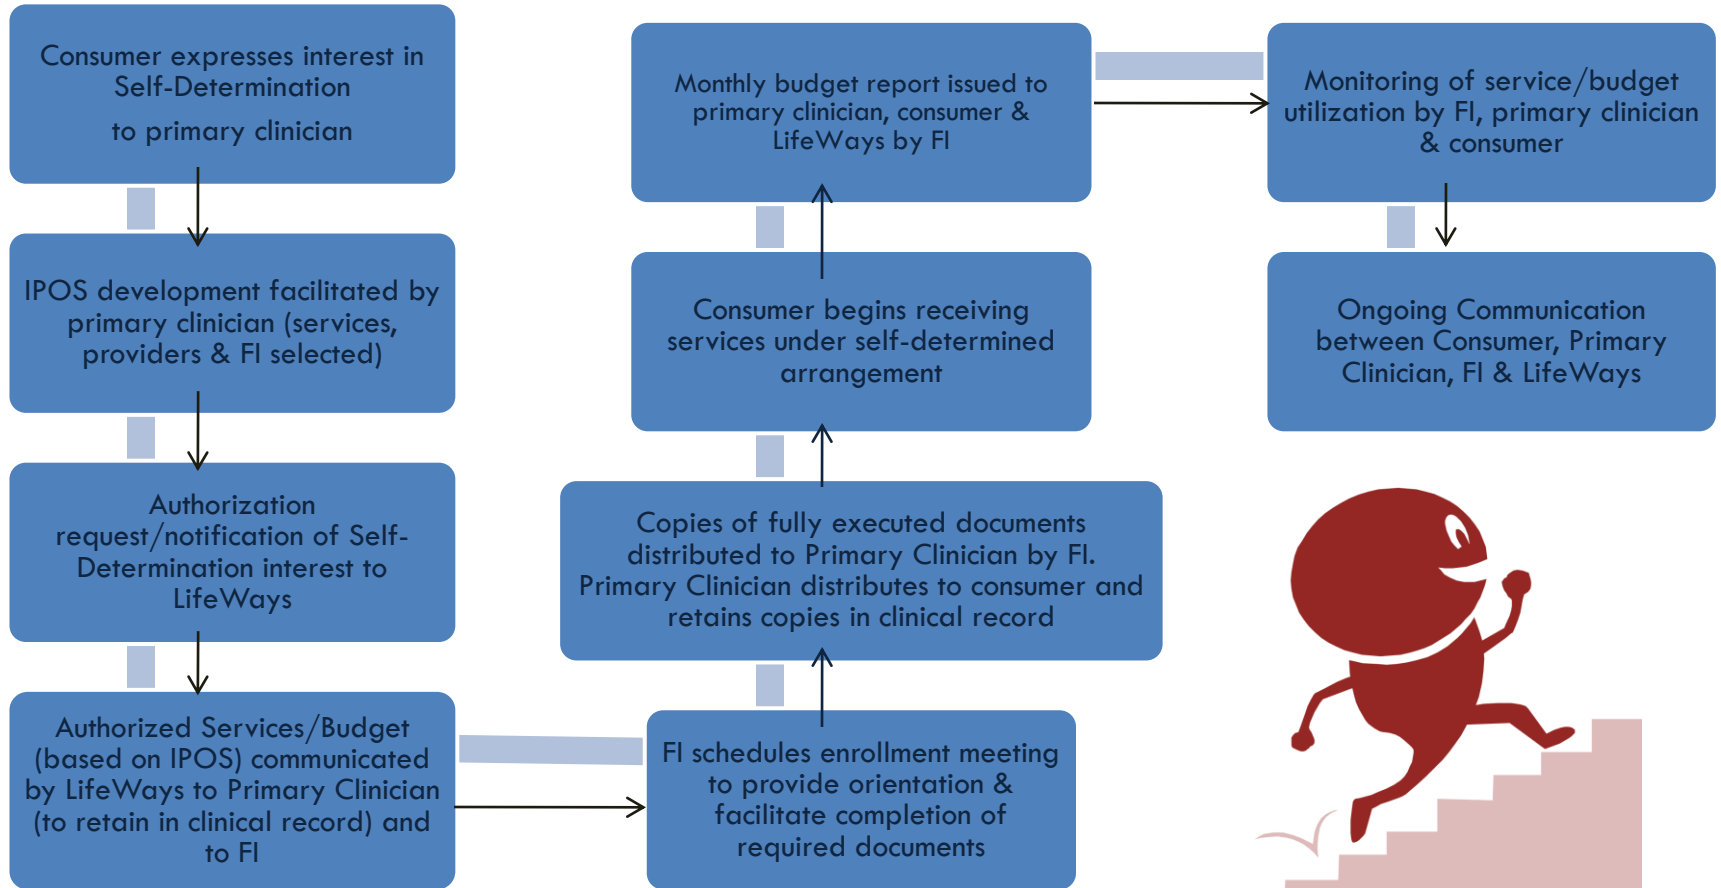 Consumer expresses interest in
Self-Determination
to primary clinician
IPOS development facilitated by
primary clinician (services,
providers & FI selected)
Authorization
request/notification of Self-
Determination interest to
LifeWays
Authorized Services/Budget
(based on IPOS) communicated
by LifeWays to Primary Clinician
(to retain in clinical record) and
to FI
FI schedules enrollment meeting
to provide orientation &
facilitate completion of
required documents
Copies of fully executed documents
distributed to Primary Clinician by FI.
Primary Clinician distributes to consumer and
retains copies in clinical record
Consumer begins receiving
services under self-determined
arrangement
Monthly budget report issued to
primary clinician, consumer &
LifeWays by FI
Monitoring of service/budget
utilization by FI, primary clinician
& consumer
Ongoing Communication
between Consumer, Primary
Clinician, FI & LifeWays